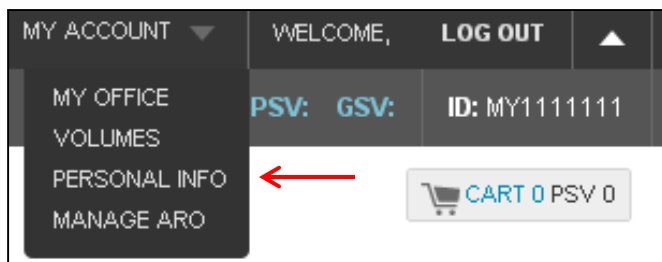 MY ACCOUNT WELCOME, LOG OUT
MY OFFICE PSV: GSV: ID: MY1111111
VOLUMES
PERSONAL INFO
CART 0 PSV 0
MANAGE ARO